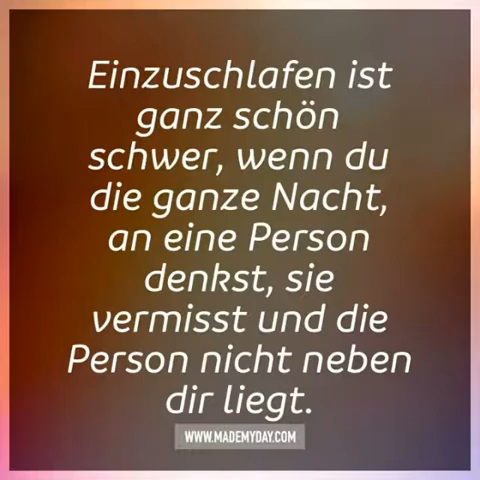 Einzuschlafen ist
ganz schön
schwer, wenn du
die ganze Nacht,
an eine Person
denkst, sie
vermisst und die
Person nicht neben
dir liegt.
WWW.MADEMYDAY.COM